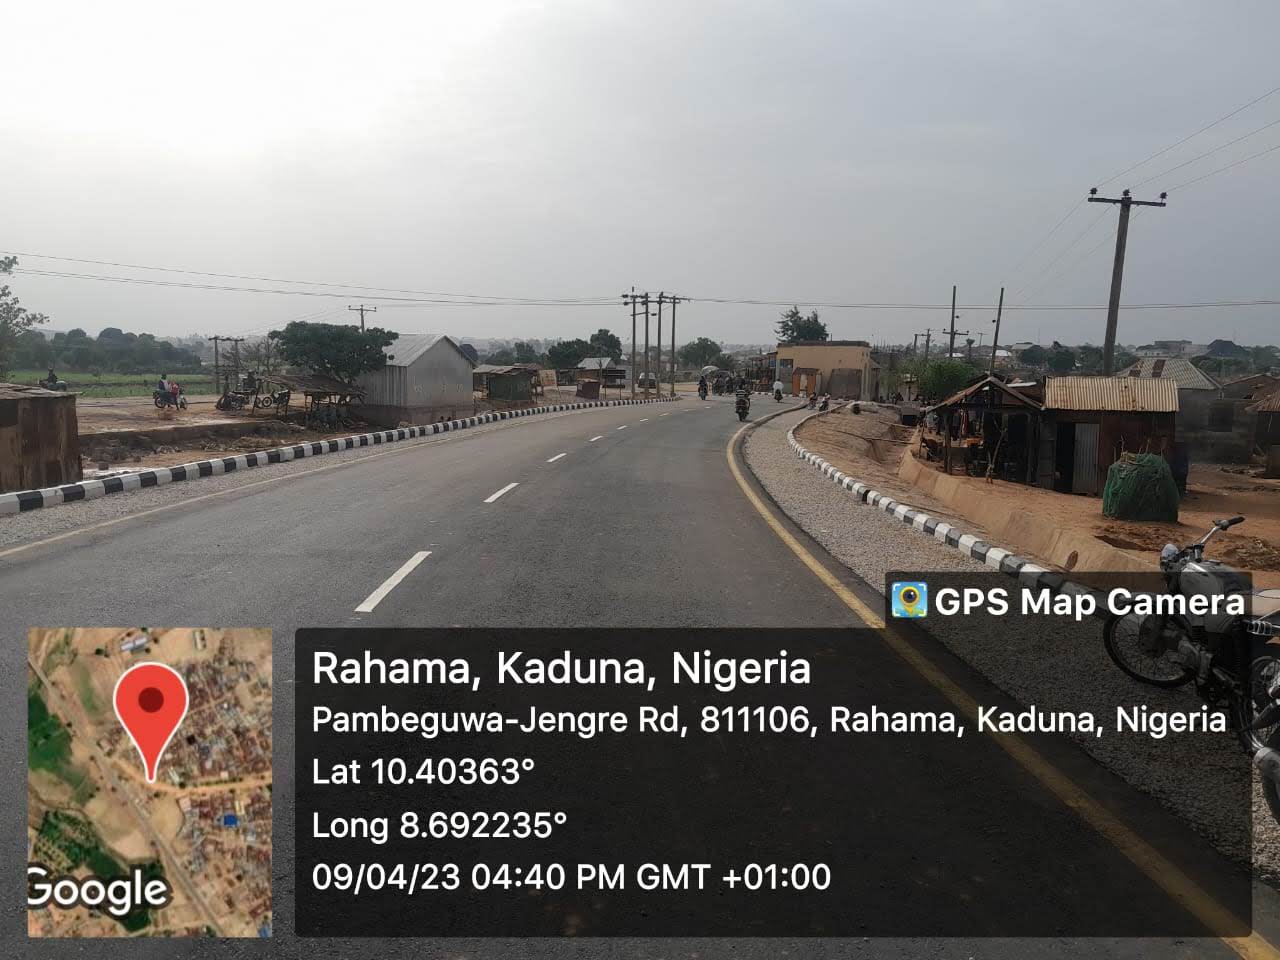 GPS Map Camera
Rahama, Kaduna, Nigeria
Pambeguwa-Jengre Rd, 811106, Rahama, Kaduna, Nigeria
Lat 10.40363°
Long 8.692235°
09/04/23 04:40 PM GMT +01:00
Google